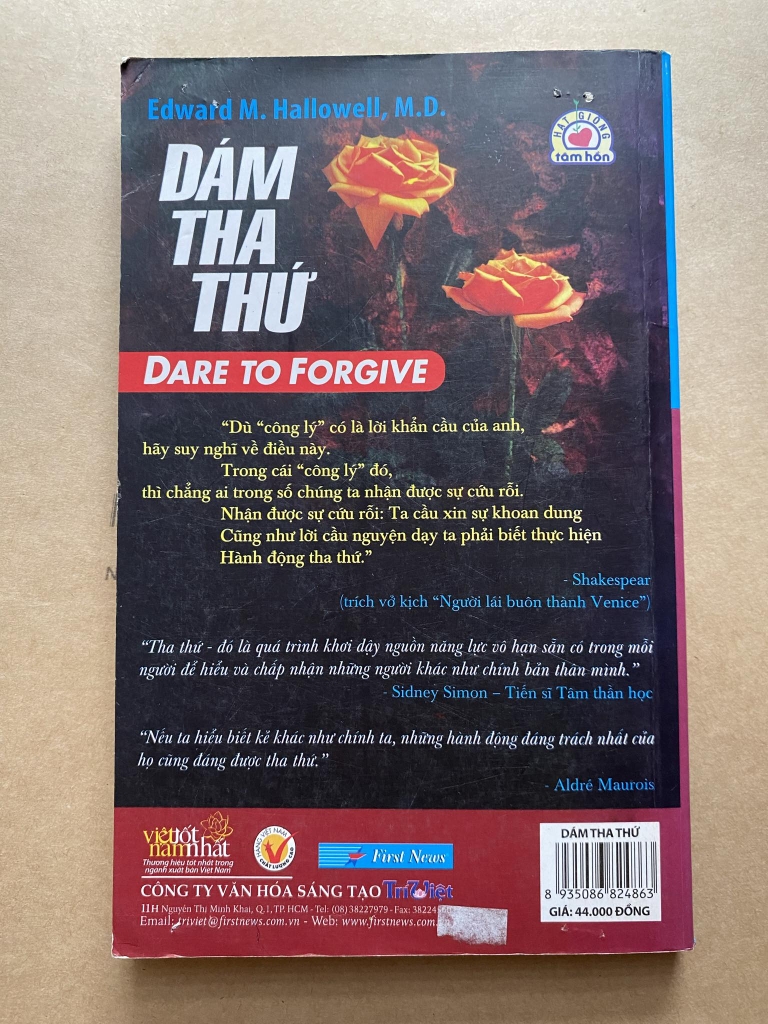 Edward M. Hallowell, M.D.
HẠT GIỐNG
tâm hồn
DÁM
THA
THỨ
DARE TO FORGIVE
“Dù “công lý” có là lời khẩn cầu của anh,
hãy suy nghĩ về điều này.
Trong cái “công lý” đó,
thì chẳng ai trong số chúng ta nhận được sự cứu rỗi.
Nhận được sự cứu rỗi: Ta cầu xin sự khoan dung
Cũng như lời cầu nguyện dạy ta phải biết thực hiện
Hành động tha thứ.”
- Shakespear
(trích vở kịch “Người lái buôn thành Venice”)
“Tha thứ - đó là quá trình khơi dậy nguồn năng lực vô hạn sẵn có trong mỗi
người để hiểu và chấp nhận những người khác như chính bản thân mình.”
- Sidney Simon – Tiến sĩ Tâm thần học
“Nếu ta hiểu biết kẻ khác như chính ta, những hành động đáng trách nhất của
họ cũng đáng được tha thứ.”
- Aldré Maurois
việt tốt
nam nhất
Thương hiệu tốt nhất trong
ngành xuất bản Việt Nam
HÀNG VIỆT NAM
CHẤT LƯỢNG CAO
First News
CÔNG TY VĂN HÓA SÁNG TẠO Trí Việt
11H Nguyễn Thị Minh Khai, Q.1, TP. HCM - Tel: (08) 38227979 - Fax:
Email: triviet@firstnews.com.vn - Web: www.firstnews.com
DÁM THA THỨ
8 935086 824863
GIÁ: 44.000 ĐỒNG